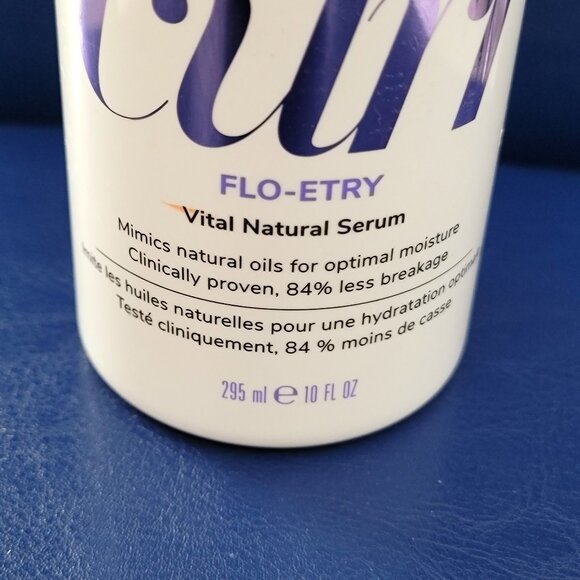 curl
FLO-ETRY
Vital Natural Serum
Mimics natural oils for optimal moisture
Clinically proven, 84% less breakage
les huiles naturelles pour une hydratation
Testé cliniquement, 84 % moins de casse
295 ml e 10 FL OZ